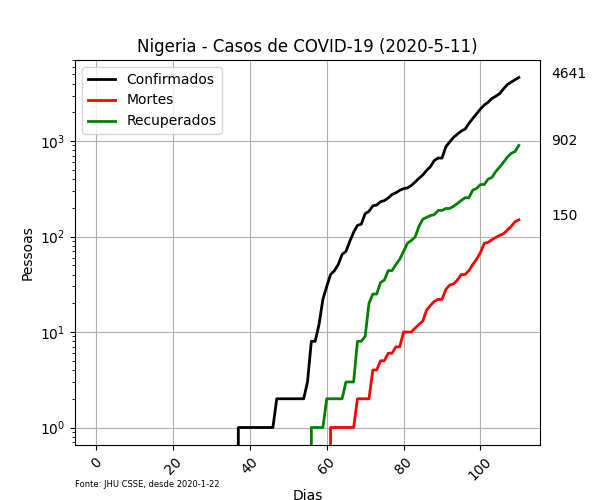 Nigeria - Casos de COVID-19 (2020-5-11)
Confirmados
Mortes
Recuperados
4641
902
150
10³
10²
10¹
10⁰
Pessoas
0 20 40 60 80 100
Fonte: JHU CSSE, desde 2020-1-22
Dias